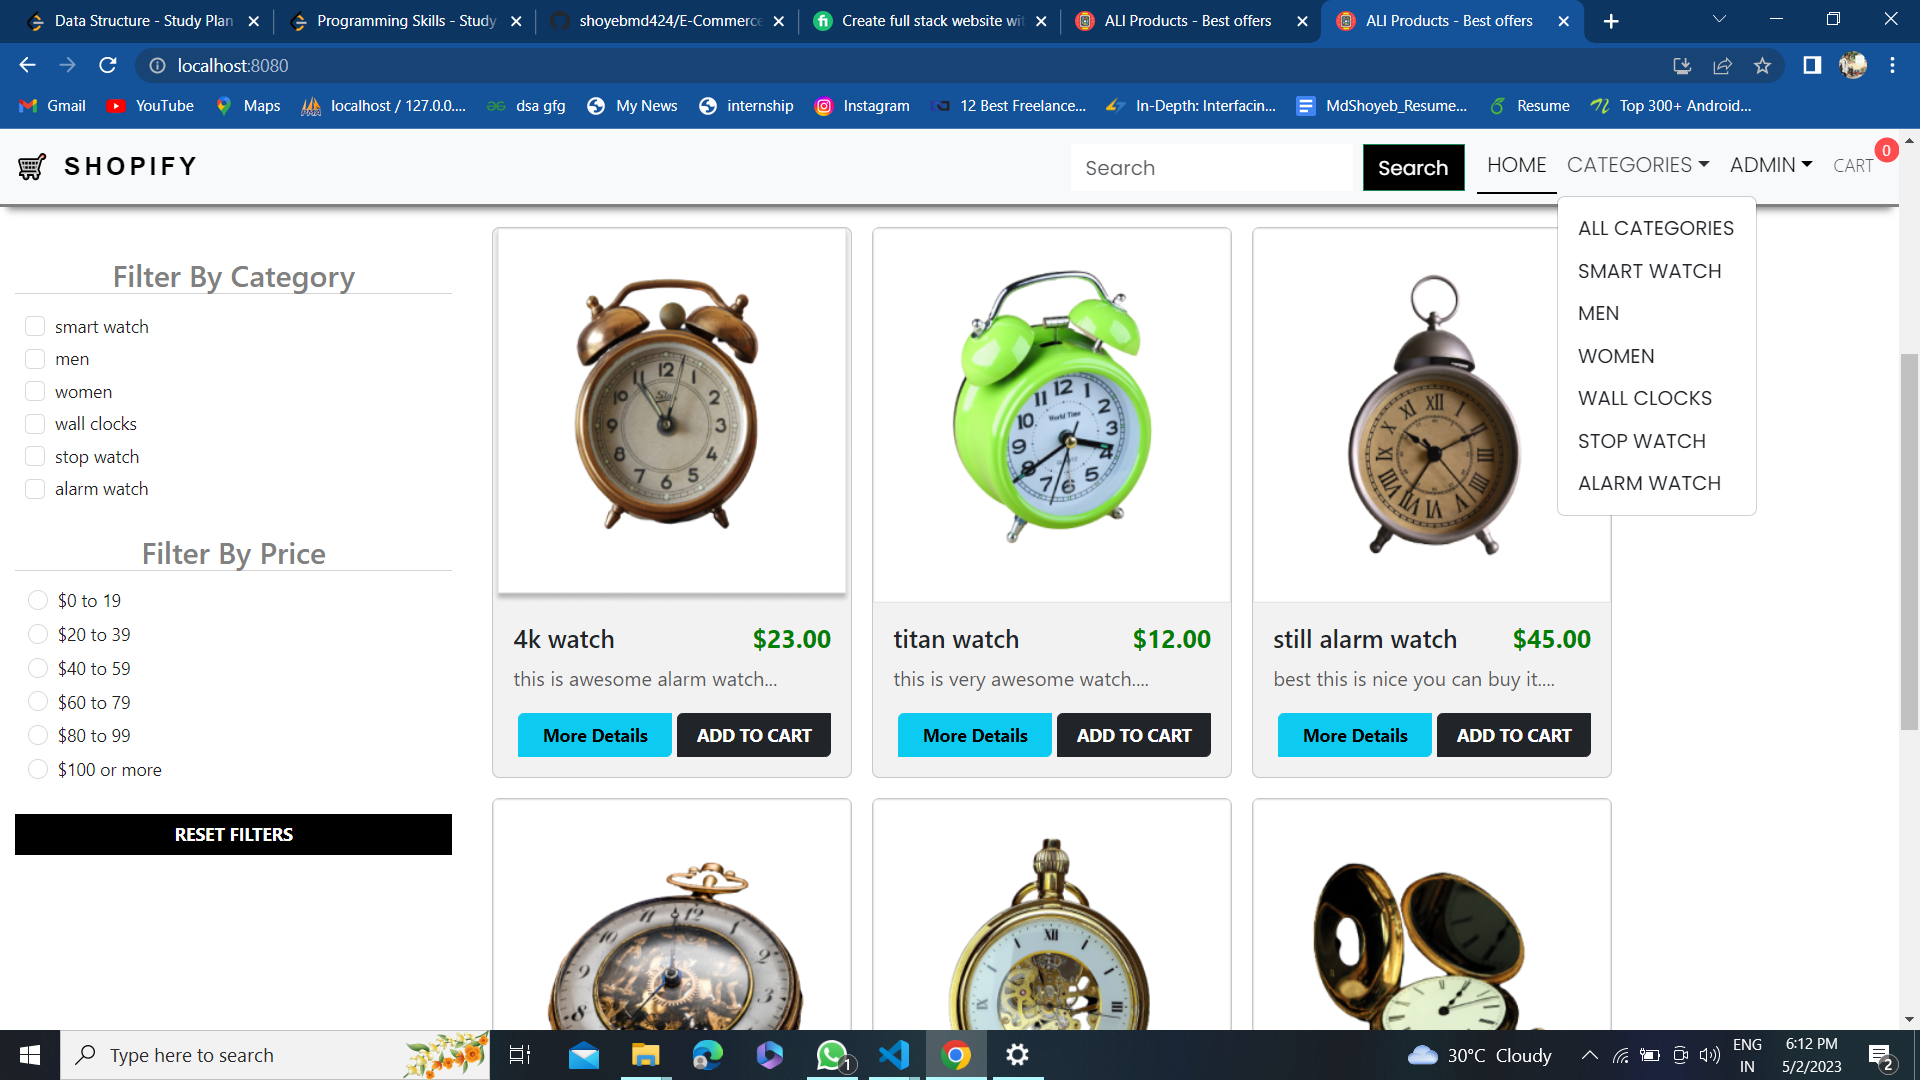 Data Structure - Study Plan
Programming Skills - Study
shoyebmd424/E-Commerce
Create full stack website wit
ALI Products - Best offers
ALI Products - Best offers
localhost:8080
Gmail
YouTube
Maps
localhost / 127.0.0....
dsa gfg
My News
internship
Instagram
12 Best Freelance...
In-Depth: Interfacin...
MdShoyeb_Resume...
Resume
Top 300+ Android...
SHOPIFY
Search
Search
HOME
CATEGORIES
ADMIN
CART
0
ALL CATEGORIES
SMART WATCH
MEN
WOMEN
WALL CLOCKS
STOP WATCH
ALARM WATCH
Filter By Category
smart watch
men
women
wall clocks
stop watch
alarm watch
Filter By Price
$0 to 19
$20 to 39
$40 to 59
$60 to 79
$80 to 99
$100 or more
RESET FILTERS
4k watch $23.00
this is awesome alarm watch...
More Details ADD TO CART
titan watch $12.00
this is very awesome watch....
More Details ADD TO CART
still alarm watch $45.00
best this is nice you can buy it....
More Details ADD TO CART
World Time
Type here to search
1
30°C Cloudy
ENG
IN
6:12 PM
5/2/2023
2